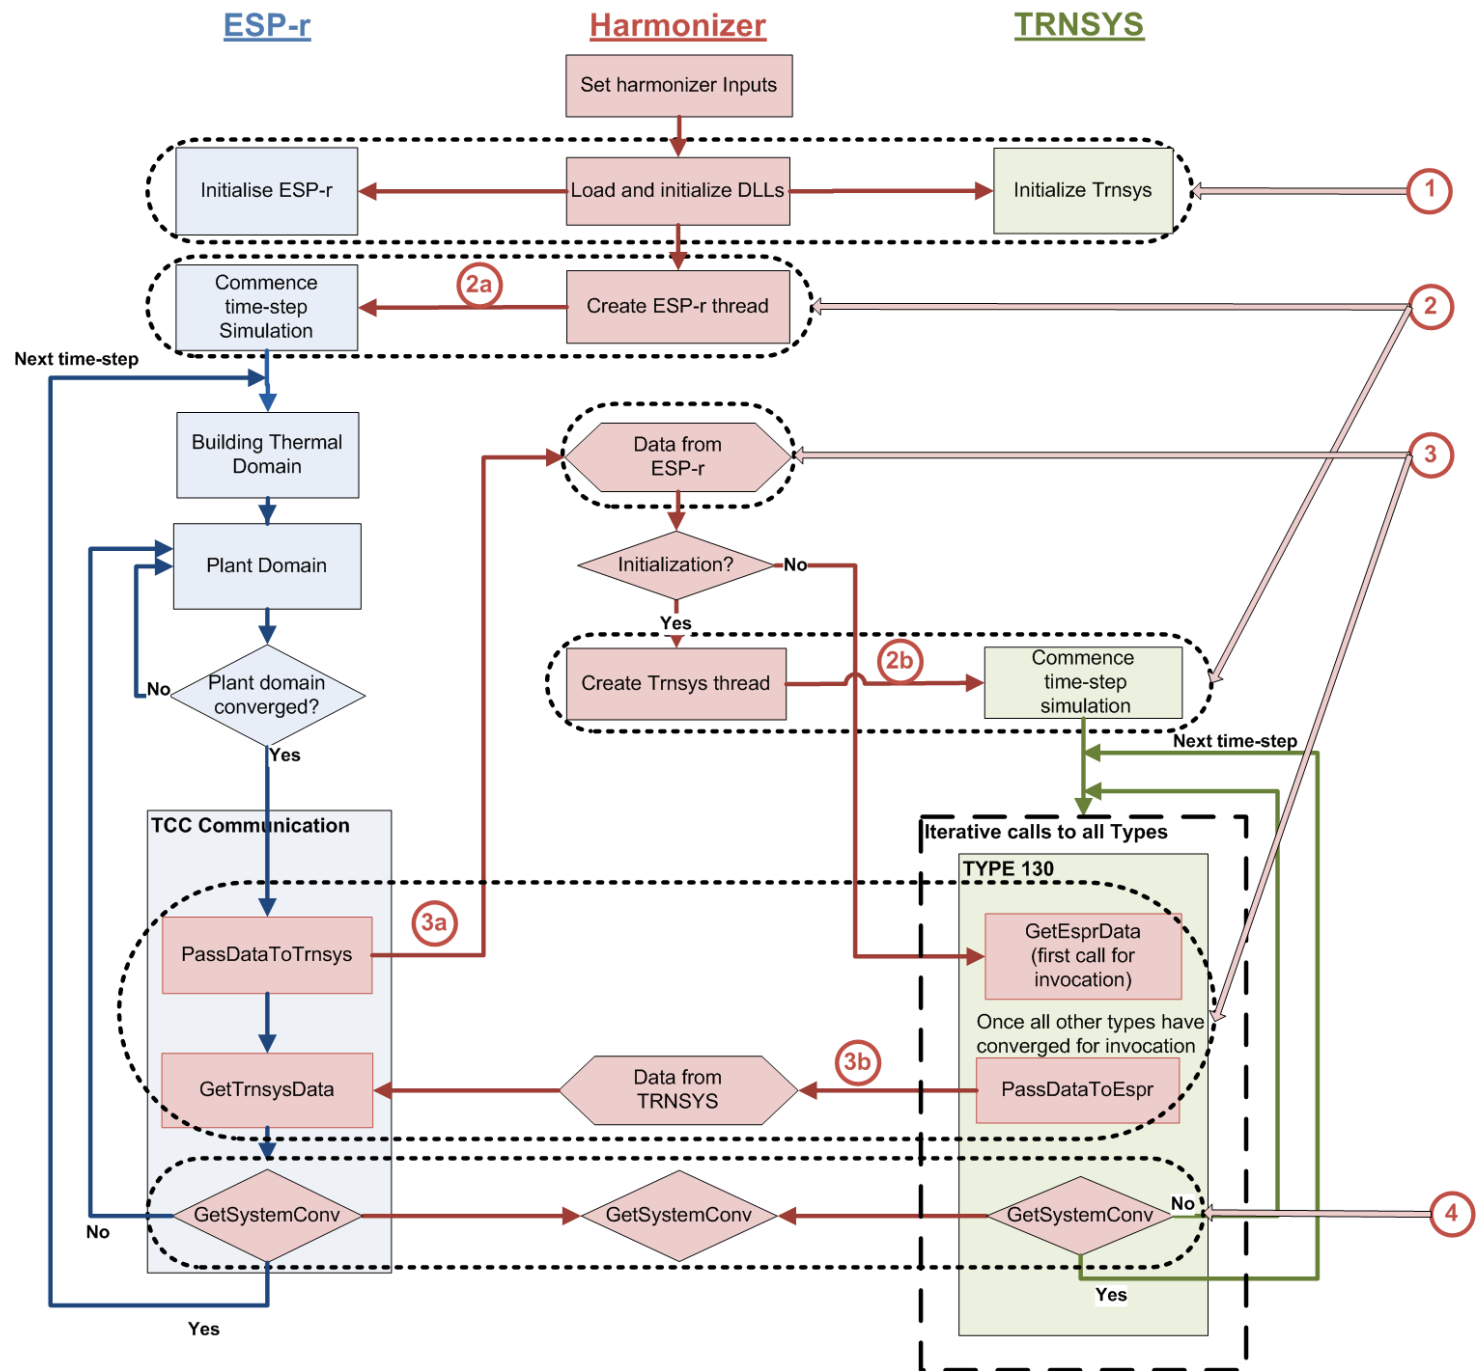 ESP-r
Harmonizer
TRNSYS
Set harmonizer Inputs
Initialise ESP-r
Load and initialize DLLs
Initialize Trnsys
1
Commence
time-step
Simulation
2a
Create ESP-r thread
2
Next time-step
Building Thermal
Domain
Data from
ESP-r
3
Plant Domain
Initialization?
No
Yes
No
Plant domain
converged?
Yes
Create Trnsys thread
2b
Commence
time-step
simulation
Next time-step
TCC Communication
Iterative calls to all Types
TYPE 130
PassDataToTrnsys
3a
GetEsprData
(first call for
invocation)
Once all other types have
converged for invocation
GetTrnsysData
Data from
TRNSYS
3b
PassDataToEspr
No
GetSystemConv
GetSystemConv
GetSystemConv
No
4
Yes
Yes